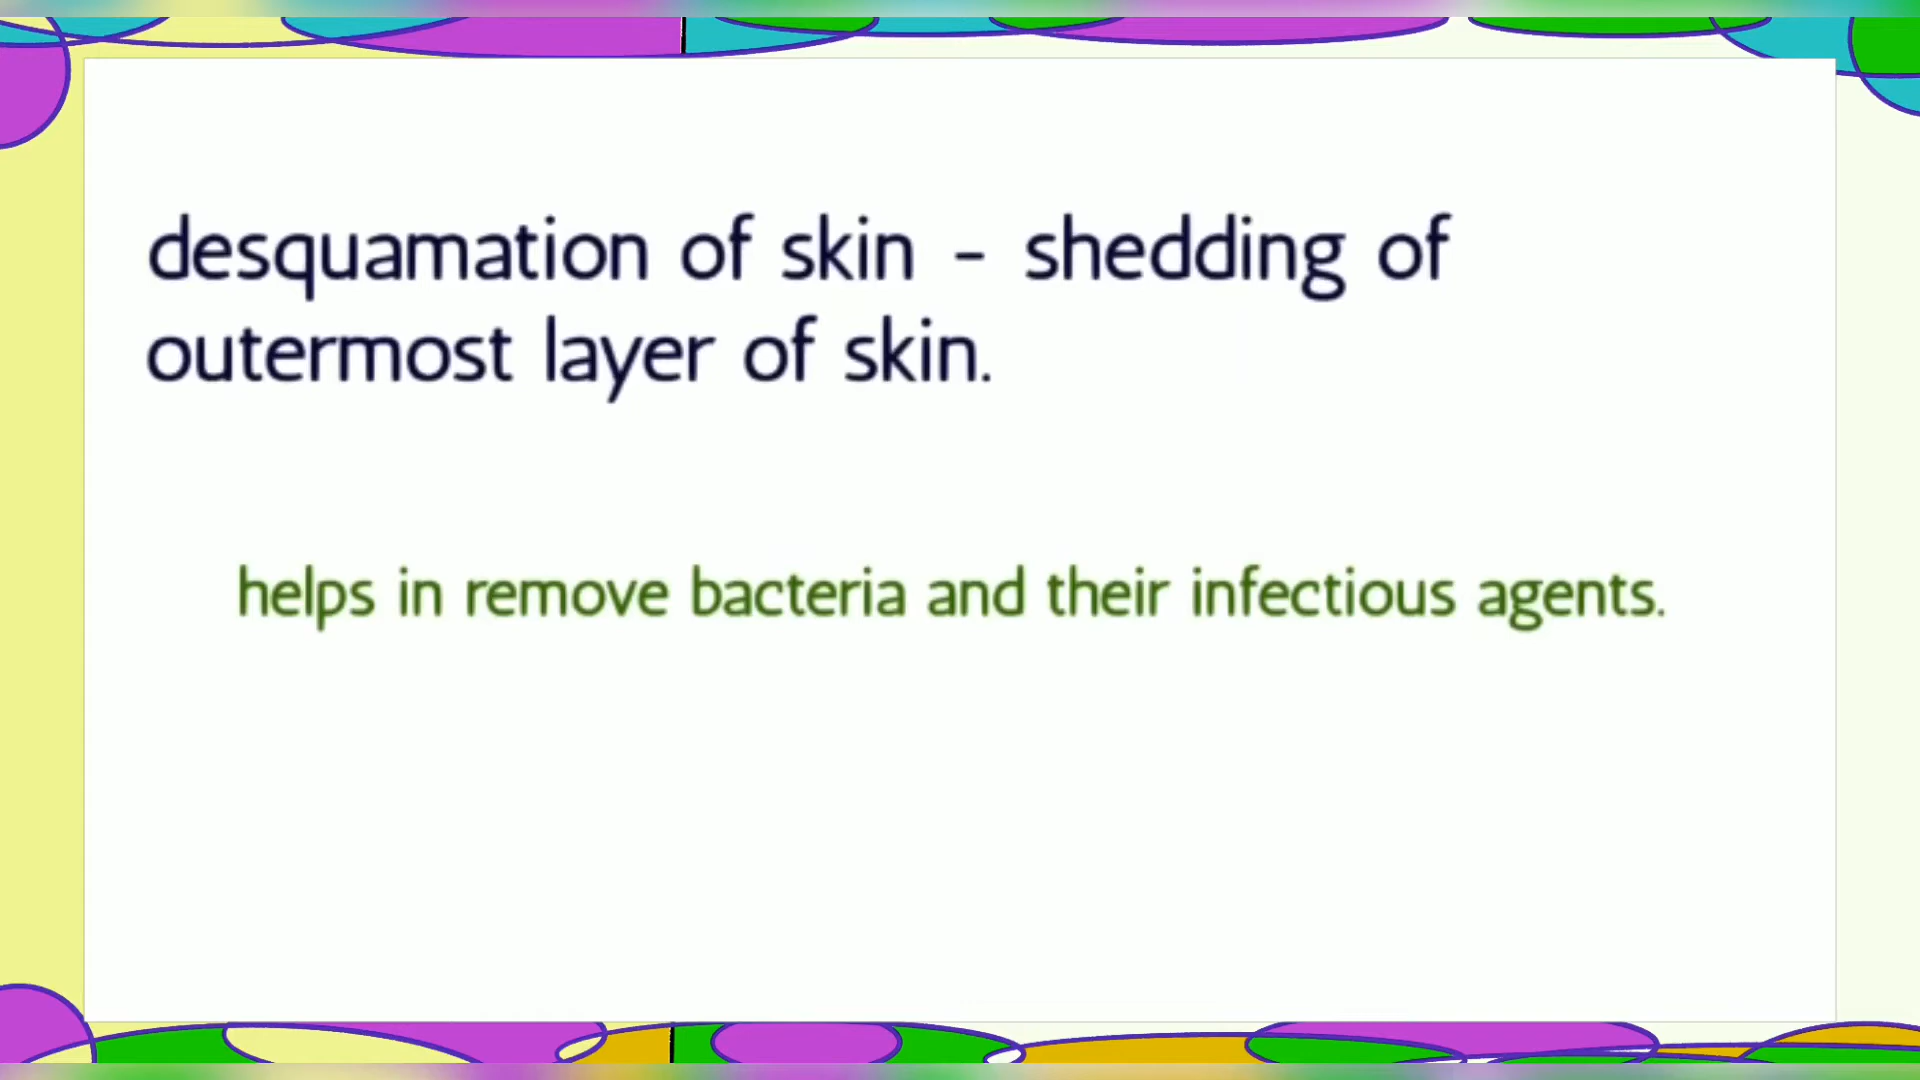 desquamation of skin - shedding of
outermost layer of skin.
helps in remove bacteria and their infectious agents.